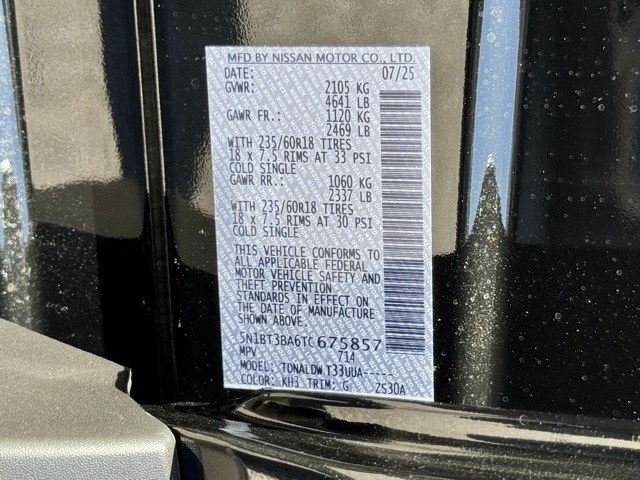 MFD BY NISSAN MOTOR CO., LTD.
DATE: 07/25
GVWR: 2105 KG
4641 LB
GAWR FR.: 1120 KG
2469 LB
WITH 235/60R18 TIRES
18 x 7.5 RIMS AT 33 PSI
COLD SINGLE
GAWR RR.: 1060 KG
2337 LB
WITH 235/60R18 TIRES
18 x 7.5 RIMS AT 30 PSI
COLD SINGLE
THIS VEHICLE CONFORMS TO
ALL APPLICABLE FEDERAL
MOTOR VEHICLE SAFETY AND
THEFT PREVENTION
STANDARDS IN EFFECT ON
THE DATE OF MANUFACTURE
SHOWN ABOVE.
5N1BT3BA6TC675857
MPV 714
MODEL: TDNALDW T33UUA-----
COLOR: KH3 TRIM: G ZS30A